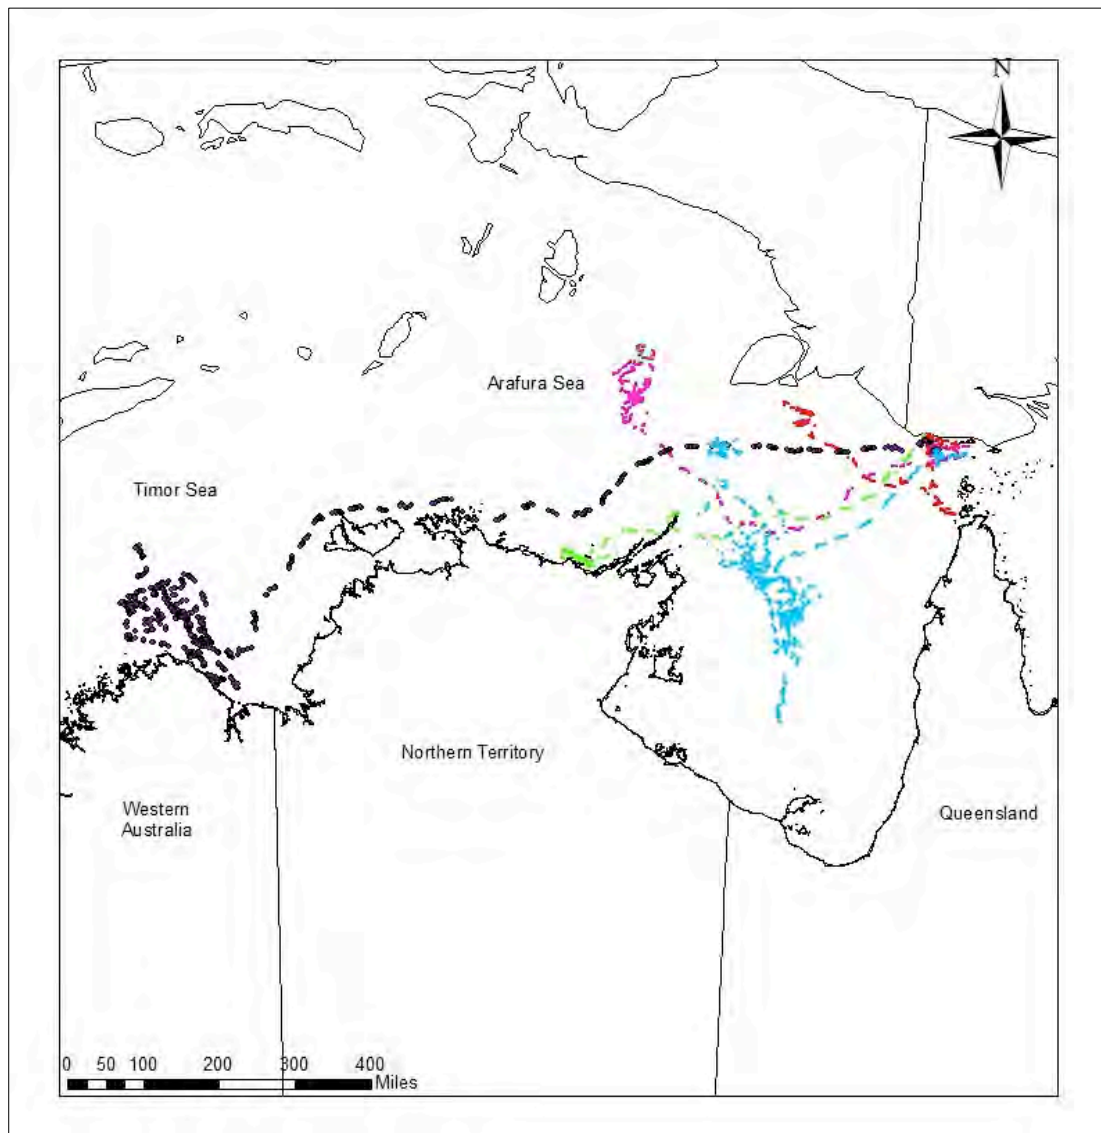 N
Arafura Sea
Timor Sea
Northern Territory
Western
Australia
Queensland
0 50 100 200 300 400
Miles